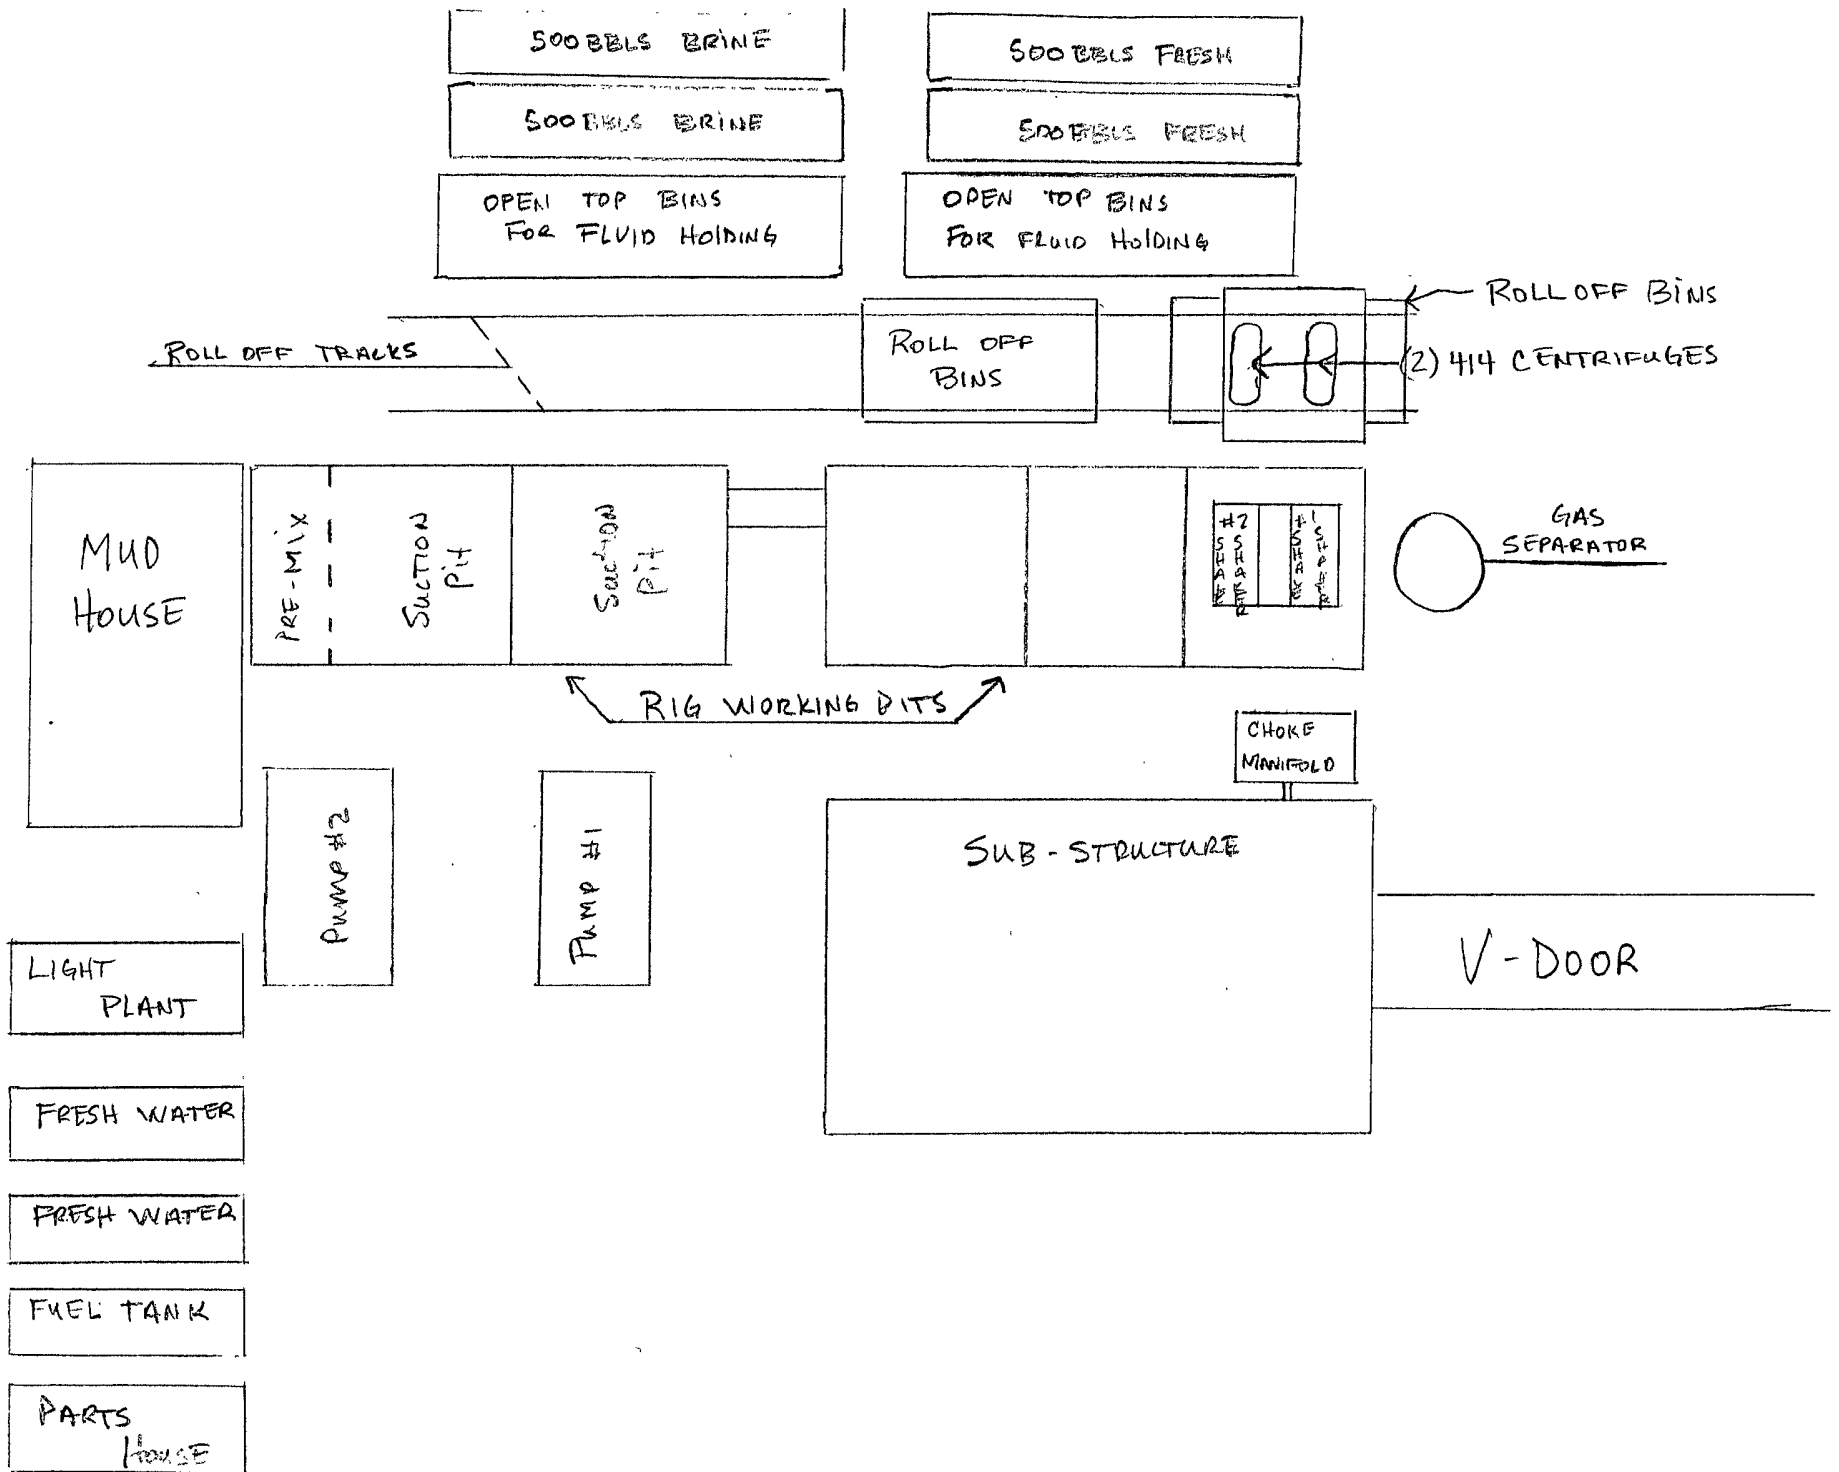 500 BBLS BRINE
500 BBLS FRESH
500 BBLS BRINE
500 BBLS FRESH
OPEN TOP BINS
FOR FLUID HOLDING
OPEN TOP BINS
FOR FLUID HOLDING
ROLL OFF BINS
ROLL OFF TRACKS
ROLL OFF
BINS
(2) 414 CENTRIFUGES
MUD
HOUSE
PRE-MIX
SUCTION
Pit
Suction
Pit
#2
SHALE
SHAKER
#1
SHALE
SHAKER
GAS
SEPARATOR
RIG WORKING PITS
CHOKE
MANIFOLD
PUMP #2
PUMP #1
SUB-STRUCTURE
V-DOOR
LIGHT
PLANT
FRESH WATER
FRESH WATER
FUEL TANK
PARTS
HOUSE